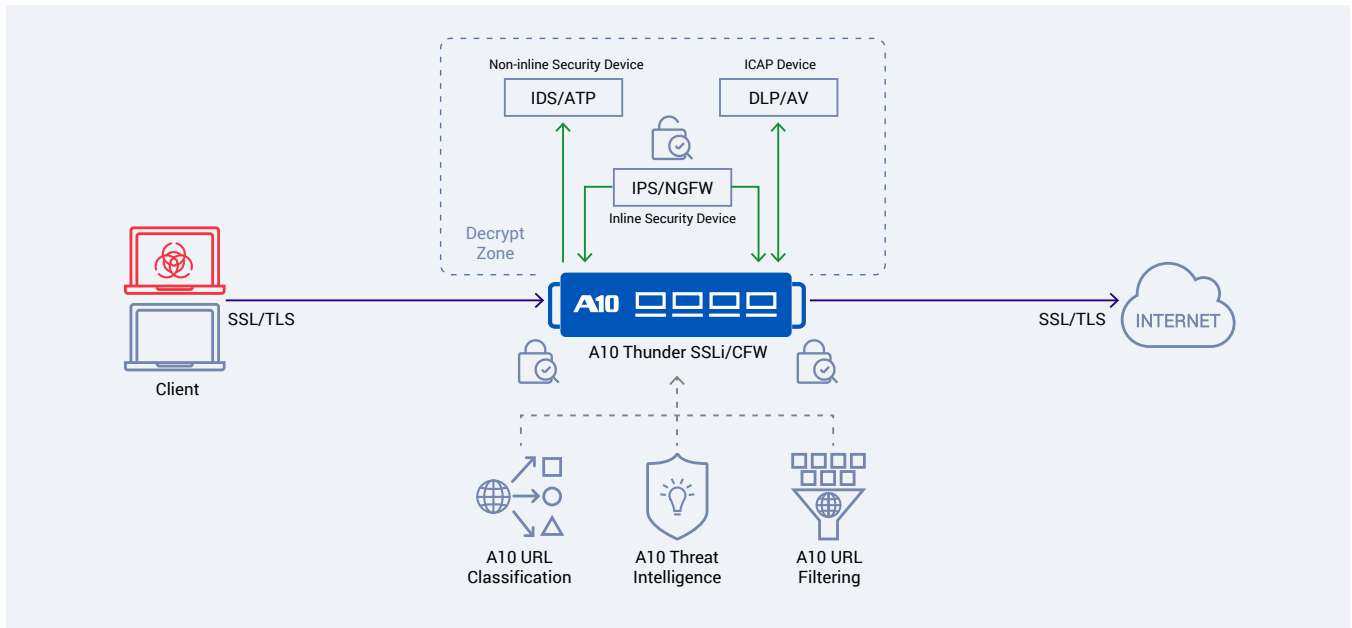 Non-inline Security Device
IDS/ATP
ICAP Device
DLP/AV
IPS/NGFW
Inline Security Device
Decrypt
Zone
SSL/TLS
Client
A10
A10 Thunder SSLi/CFW
SSL/TLS
INTERNET
A10 URL
Classification
A10 Threat
Intelligence
A10 URL
Filtering